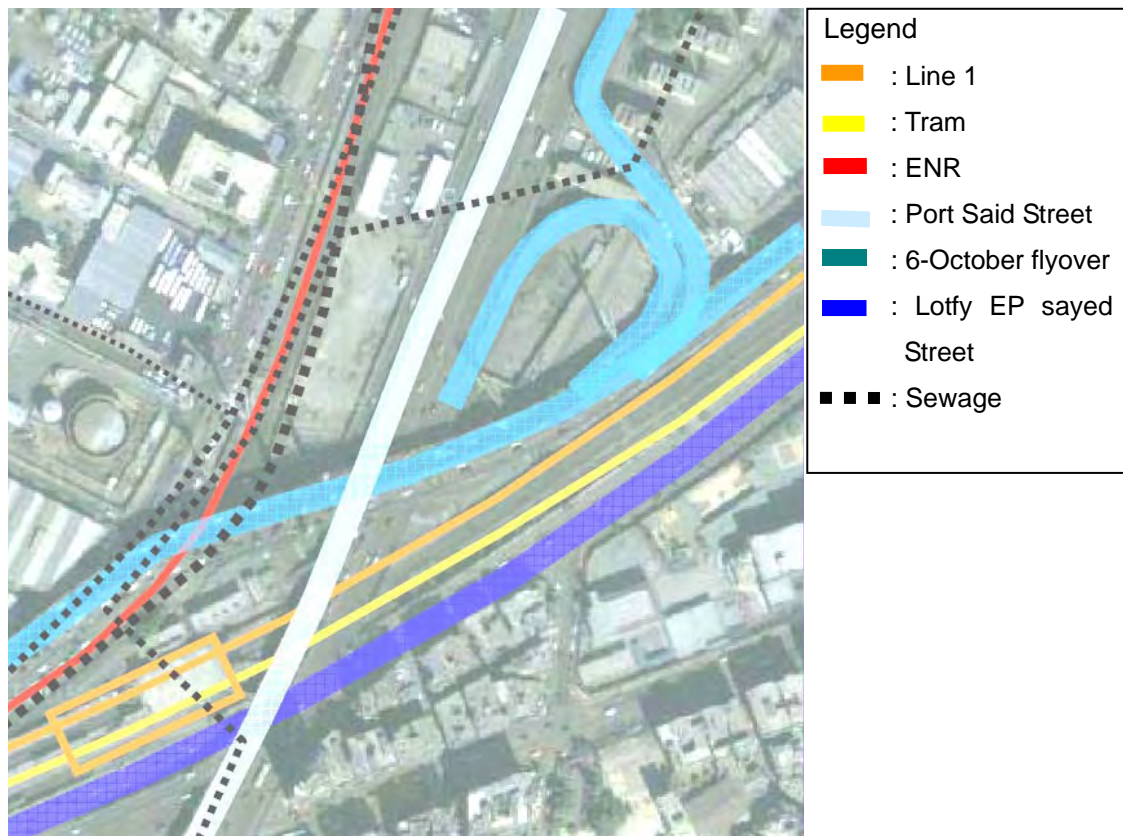 Legend
: Line 1
: Tram
: ENR
: Port Said Street
: 6-October flyover
: Lotfy EP sayed
Street
: Sewage